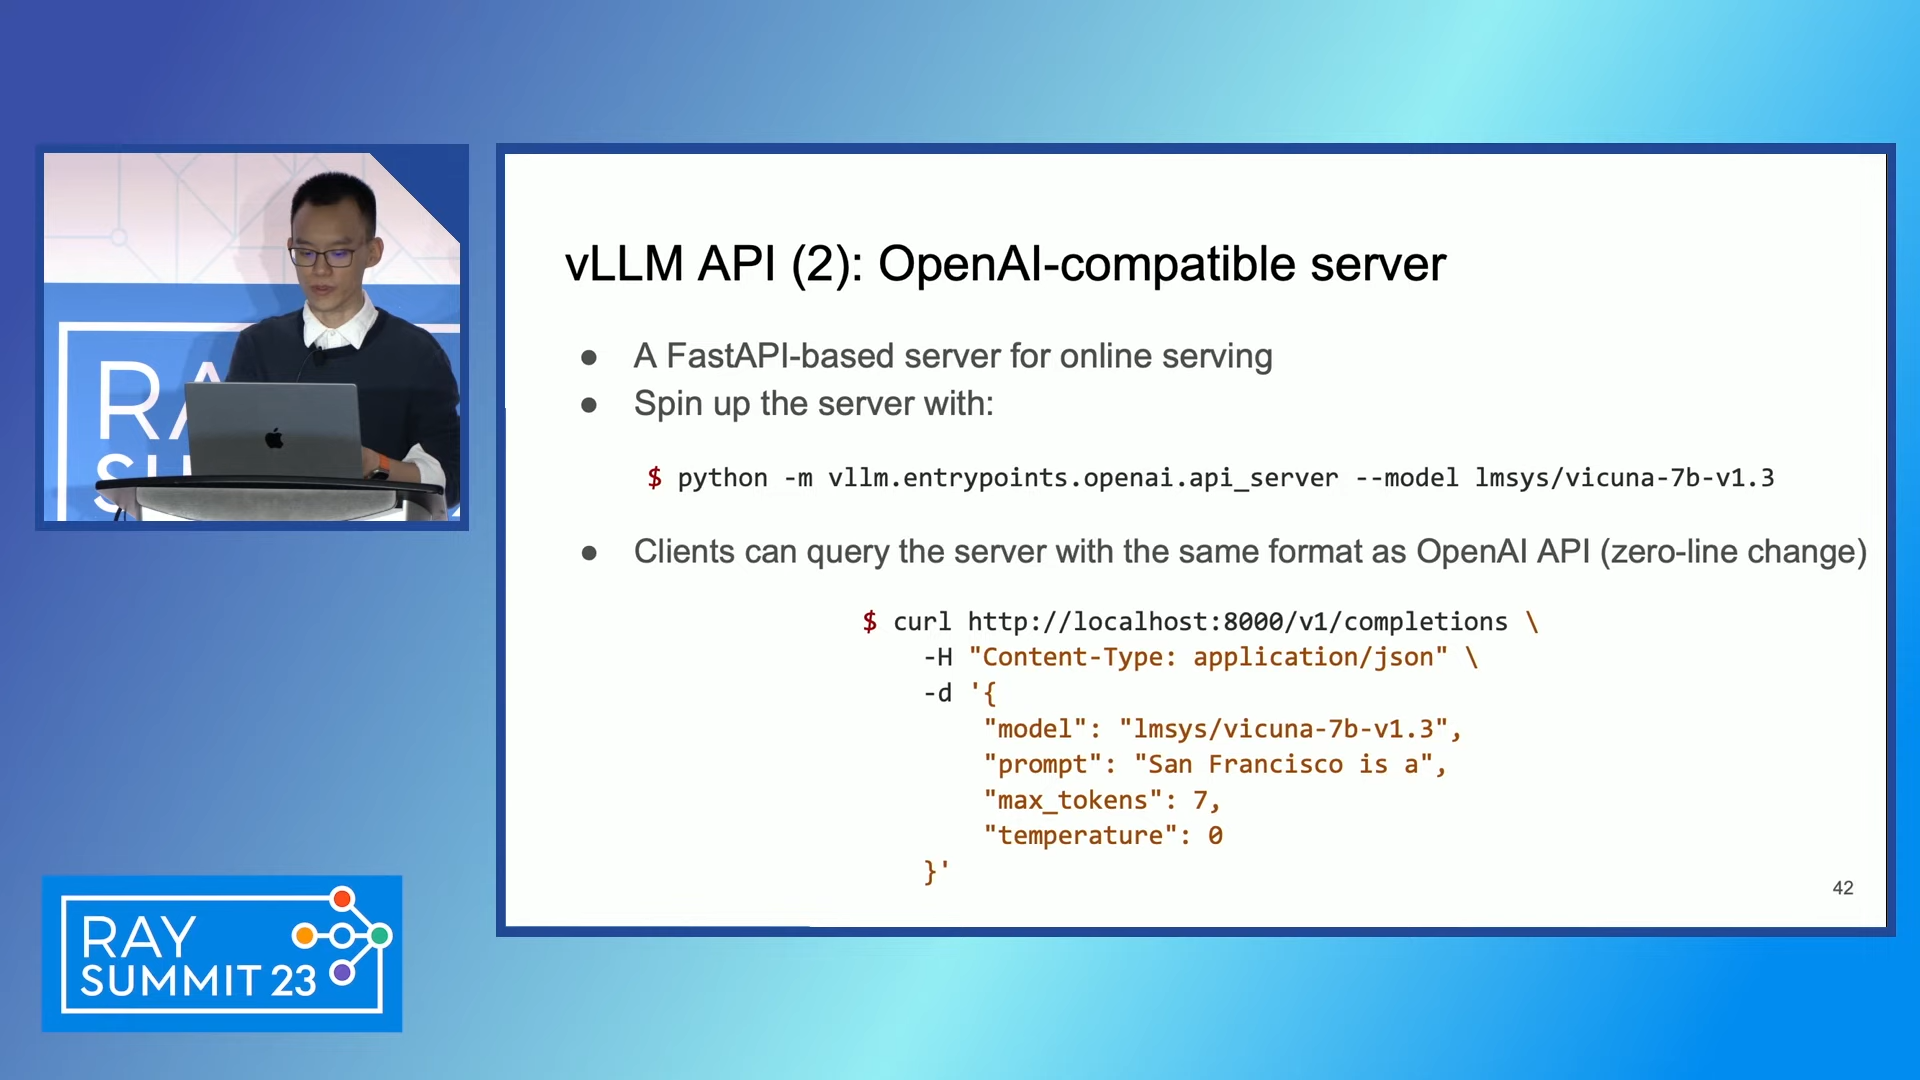 vLLM API (2): OpenAI-compatible server
● A FastAPI-based server for online serving
● Spin up the server with:
$ python -m vllm.entrypoints.openai.api_server --model lmsys/vicuna-7b-v1.3
● Clients can query the server with the same format as OpenAI API (zero-line change)
$ curl http://localhost:8000/v1/completions \
-H "Content-Type: application/json" \
-d '{
"model": "lmsys/vicuna-7b-v1.3",
"prompt": "San Francisco is a",
"max_tokens": 7,
"temperature": 0
}'
42
RA
SU
RAY
SUMMIT 23